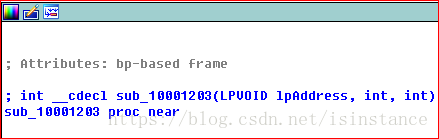 ; Attributes: bp-based frame
; int __cdecl sub_10001203(LPVOID lpAddress, int, int)
sub_10001203 proc near
https://blog.csdn.net/isinstance